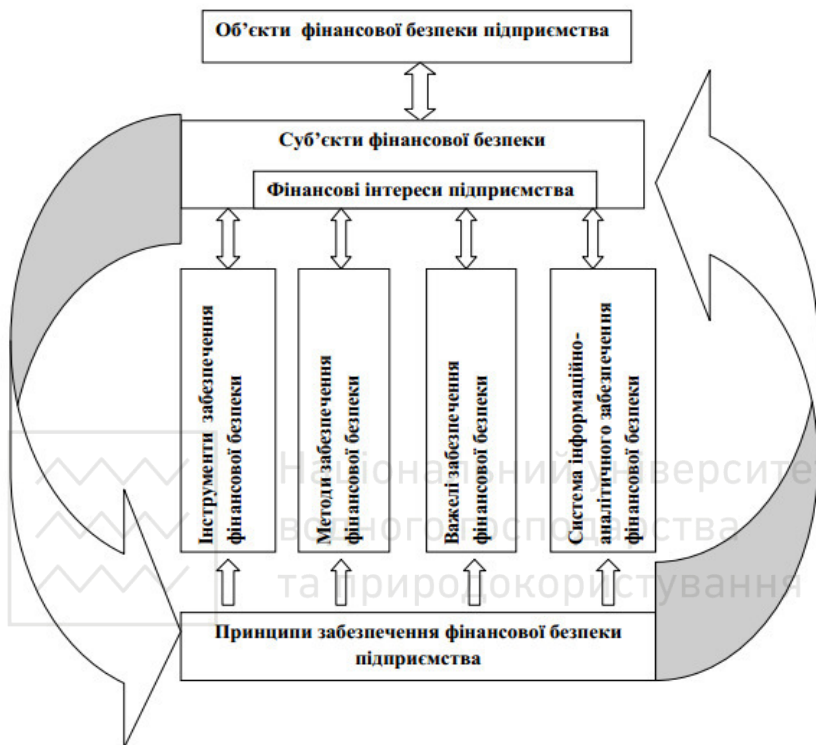 Об’єкти фінансової безпеки підприємства
Суб’єкти фінансової безпеки
Фінансові інтереси підприємства
Інструменти забезпечення
фінансової безпеки
Методи забезпечення
фінансової безпеки
Важелі забезпечення
фінансової безпеки
Система інформаційно-
аналітичного забезпечення
фінансової безпеки
Національний університе
водного господарства
та природокористування
Принципи забезпечення фінансової безпеки
підприємства